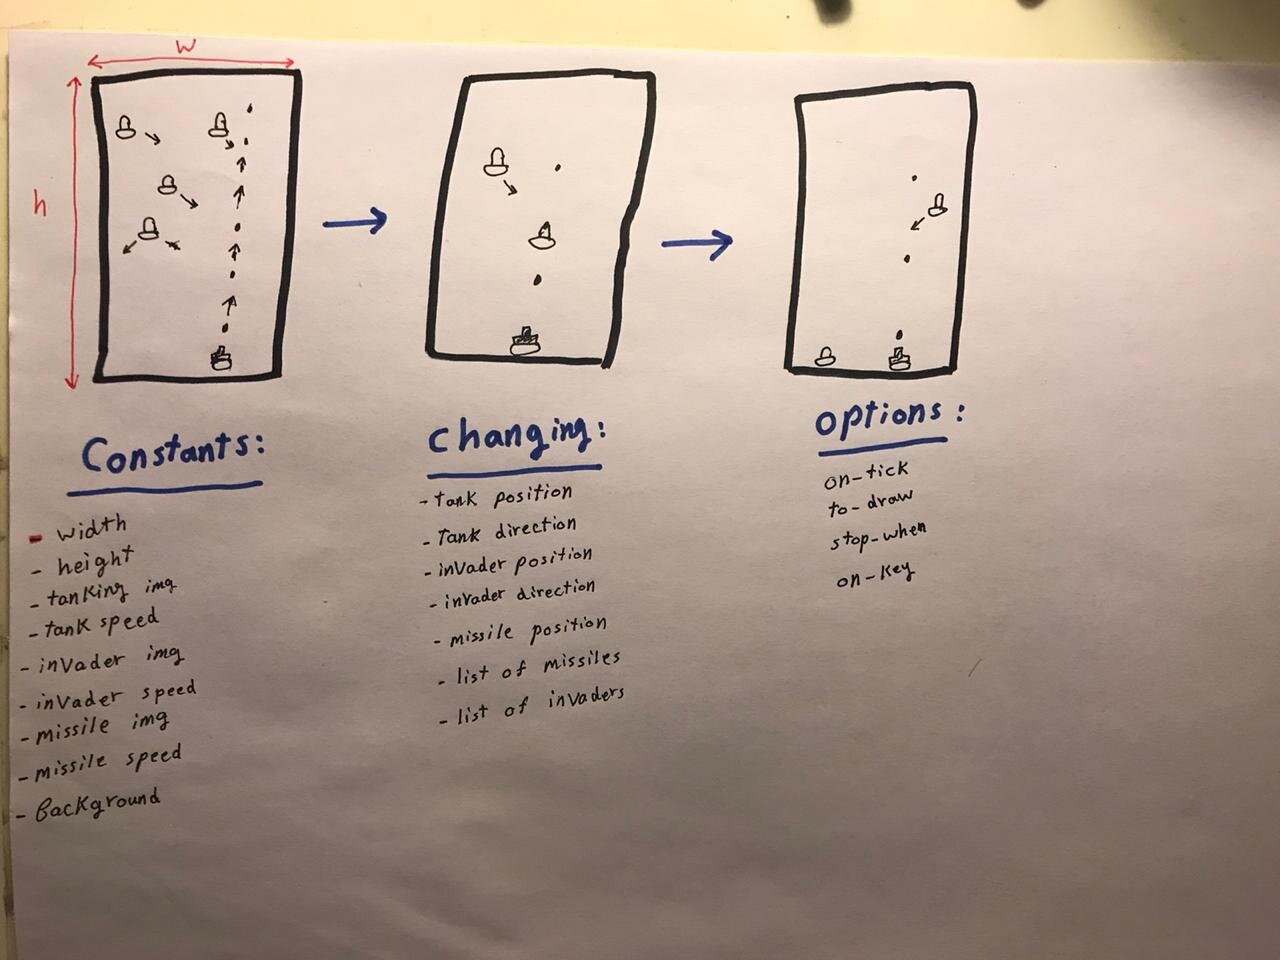 W
h
Constants:
- width
- height
- tanking img
- tank speed
- invader img
- invader speed
- missile img
- missile speed
- Background
Changing:
- tank position
- Tank direction
- invader position
- invader direction
- missile position
- list of missiles
- list of invaders
options:
on-tick
to-draw
stop-when
on-key